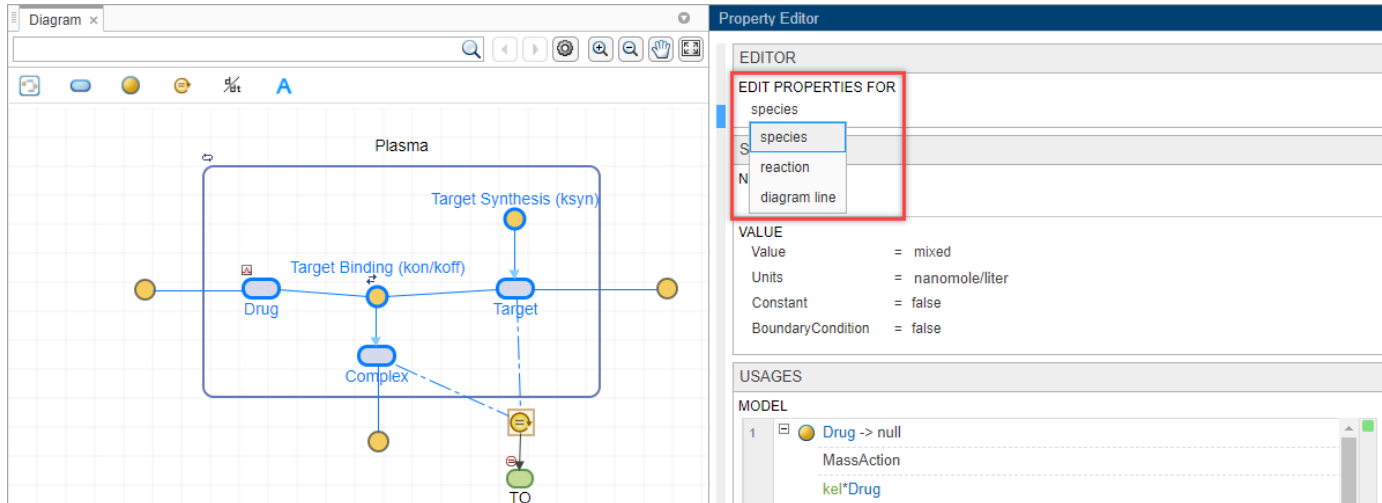 Diagram ×
d/dt
A
Plasma
Target Synthesis (ksyn)
Target Binding (kon/koff)
Drug
Target
Complex
TO
Property Editor
EDITOR
EDIT PROPERTIES FOR
species
species
reaction
diagram line
S
N
VALUE
Value = mixed
Units = nanomole/liter
Constant = false
BoundaryCondition = false
USAGES
MODEL
1 Drug -> null
MassAction
kel*Drug